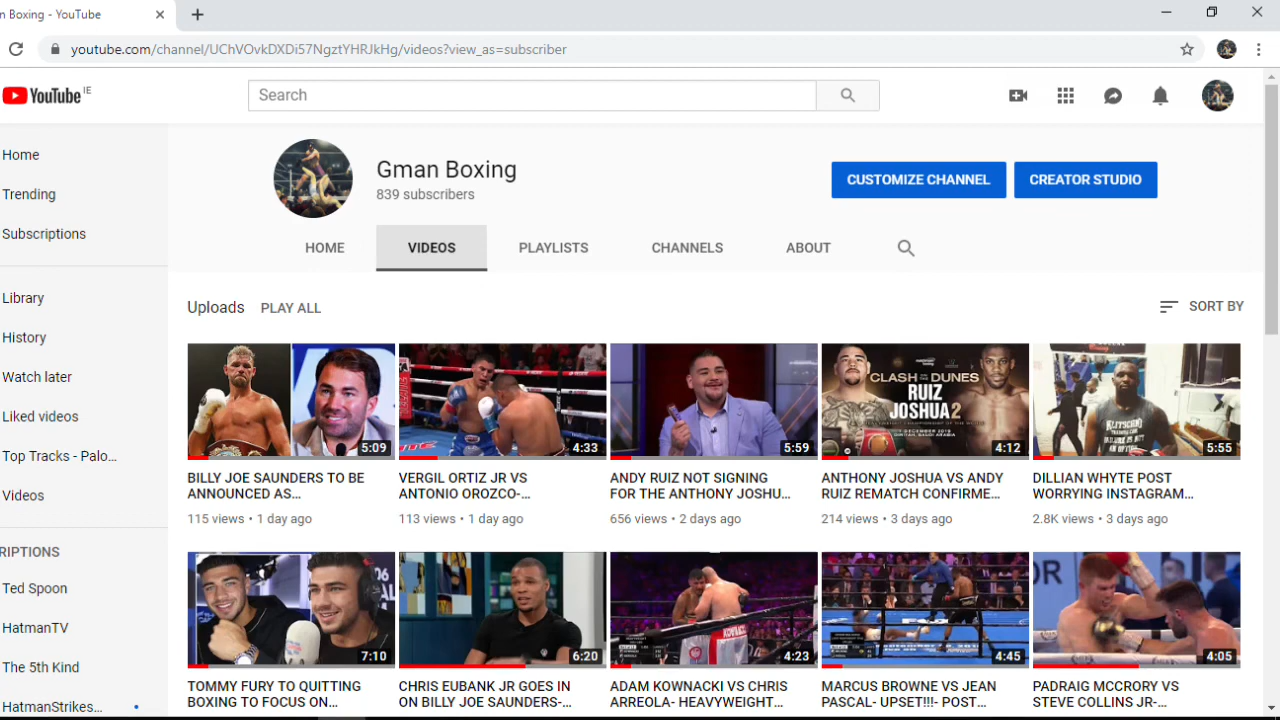 n Boxing - YouTube
youtube.com/channel/UChVOvkDXDi57NgztYHRJkHg/videos?view_as=subscriber
YouTube IE
Search
Home
Trending
Subscriptions
Library
History
Watch later
Liked videos
Top Tracks - Palo...
Videos
RIPTIONS
Ted Spoon
HatmanTV
The 5th Kind
HatmanStrikes...
Gman Boxing
839 subscribers
CUSTOMIZE CHANNEL
CREATOR STUDIO
HOME VIDEOS PLAYLISTS CHANNELS ABOUT
Uploads PLAY ALL
SORT BY
5:09
BILLY JOE SAUNDERS TO BE
ANNOUNCED AS...
115 views • 1 day ago
4:33
VERGIL ORTIZ JR VS
ANTONIO OROZCO-...
113 views • 1 day ago
5:59
ANDY RUIZ NOT SIGNING
FOR THE ANTHONY JOSHU...
656 views • 2 days ago
CLASH ON THE DUNES
RUIZ
JOSHUA 2
4:12
ANTHONY JOSHUA VS ANDY
RUIZ REMATCH CONFIRME...
214 views • 3 days ago
KLITSCHKO
FAILURE IS NOT
AN OPTION
5:55
DILLIAN WHYTE POST
WORRYING INSTAGRAM...
2.8K views • 3 days ago
7:10
TOMMY FURY TO QUITTING
BOXING TO FOCUS ON...
6:20
CHRIS EUBANK JR GOES IN
ON BILLY JOE SAUNDERS-...
KOWNACKI
4:23
ADAM KOWNACKI VS CHRIS
ARREOLA- HEAVYWEIGHT...
4:45
MARCUS BROWNE VS JEAN
PASCAL- UPSET!!!- POST...
4:05
PADRAIG MCCRORY VS
STEVE COLLINS JR-...